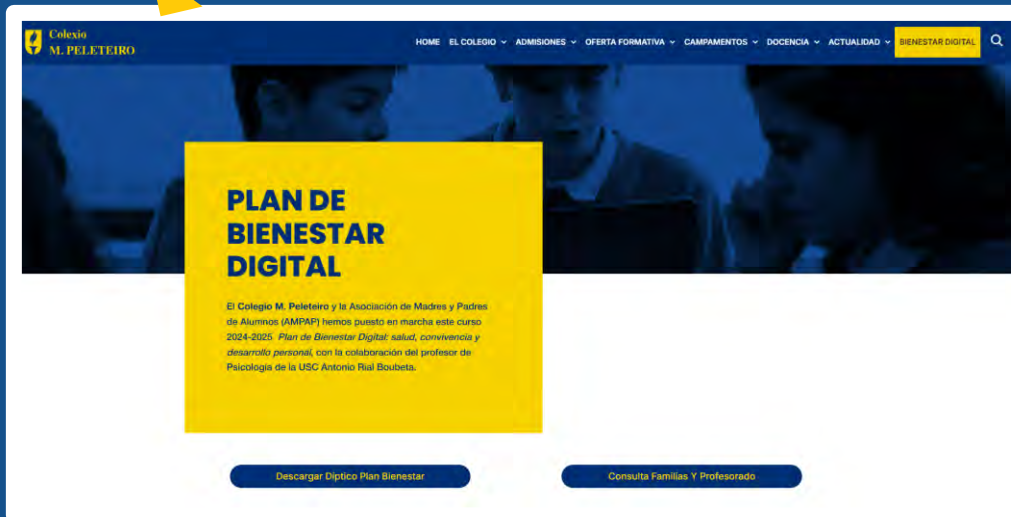 Colexio
M. PELETEIRO
HOME EL COLEGIO ADMISIONES OFERTA FORMATIVA CAMPAMENTOS DOCENCIA ACTUALIDAD BIENESTAR DIGITAL
PLAN DE
BIENESTAR
DIGITAL
El Colegio M. Peleteiro y la Asociación de Madres y Padres
de Alumnos (AMPAP) hemos puesto en marcha este curso
2024-2025 Plan de Bienestar Digital: salud, convivencia y
desarrollo personal, con la colaboración del profesor de
Psicología de la USC Antonio Rial Boubeta.
Descargar Díptico Plan Bienestar
Consulta Familias Y Profesorado